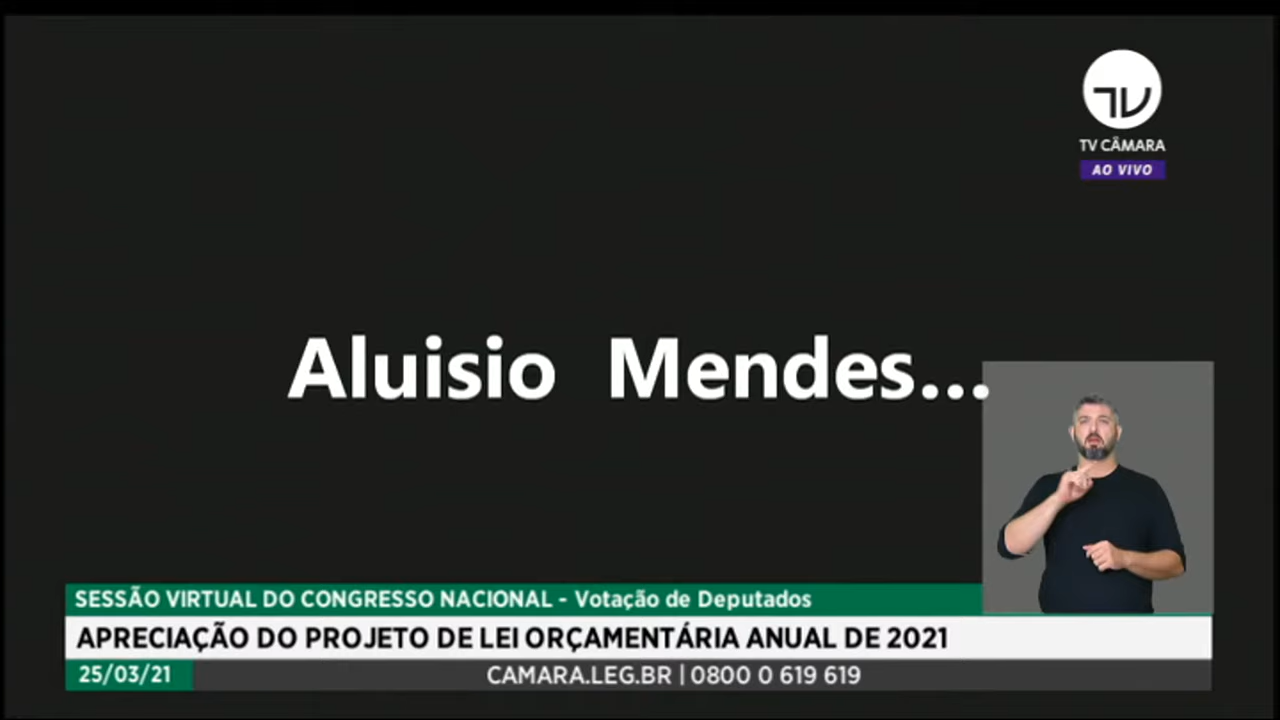 TV
TV CÂMARA
AO VIVO
Aluisio Mendes...
SESSÃO VIRTUAL DO CONGRESSO NACIONAL - Votação de Deputados
APRECIAÇÃO DO PROJETO DE LEI ORÇAMENTÁRIA ANUAL DE 2021
25/03/21 CAMARA.LEG.BR | 0800 0 619 619